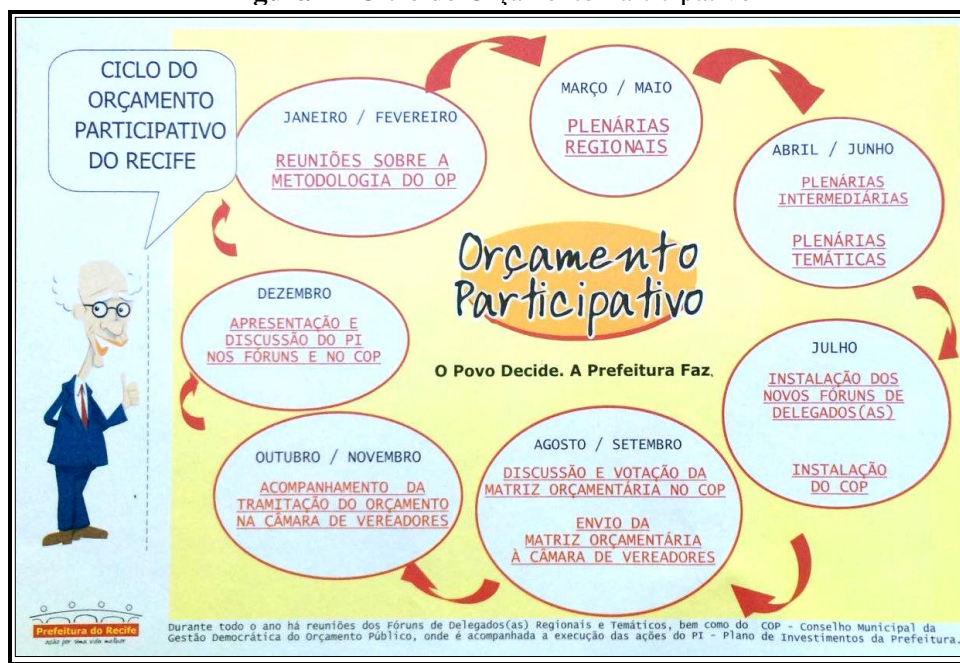 CICLO DO
ORÇAMENTO
PARTICIPATIVO
DO RECIFE
JANEIRO / FEVEREIRO
REUNIÕES SOBRE A
METODOLOGIA DO OP
MARÇO / MAIO
PLENÁRIAS
REGIONAIS
ABRIL / JUNHO
PLENÁRIAS
INTERMEDIÁRIAS
PLENÁRIAS
TEMÁTICAS
JULHO
INSTALAÇÃO DOS
NOVOS FÓRUNS DE
DELEGADOS(AS)
INSTALAÇÃO
DO COP
AGOSTO / SETEMBRO
DISCUSSÃO E VOTAÇÃO DA
MATRIZ ORÇAMENTÁRIA NO COP
ENVIO DA
MATRIZ ORÇAMENTÁRIA
À CÂMARA DE VEREADORES
OUTUBRO / NOVEMBRO
ACOMPANHAMENTO DA
TRAMITAÇÃO DO ORÇAMENTO
NA CÂMARA DE VEREADORES
DEZEMBRO
APRESENTAÇÃO E
DISCUSSÃO DO PI
NOS FÓRUNS E NO COP
Orçamento
Participativo
O Povo Decide. A Prefeitura Faz.
Prefeitura do Recife
ação por uma vida melhor
Durante todo o ano há reuniões dos Fóruns de Delegados(as) Regionais e Temáticos, bem como do COP - Conselho Municipal da
Gestão Democrática do Orçamento Público, onde é acompanhada a execução das ações do PI - Plano de Investimentos da Prefeitura.